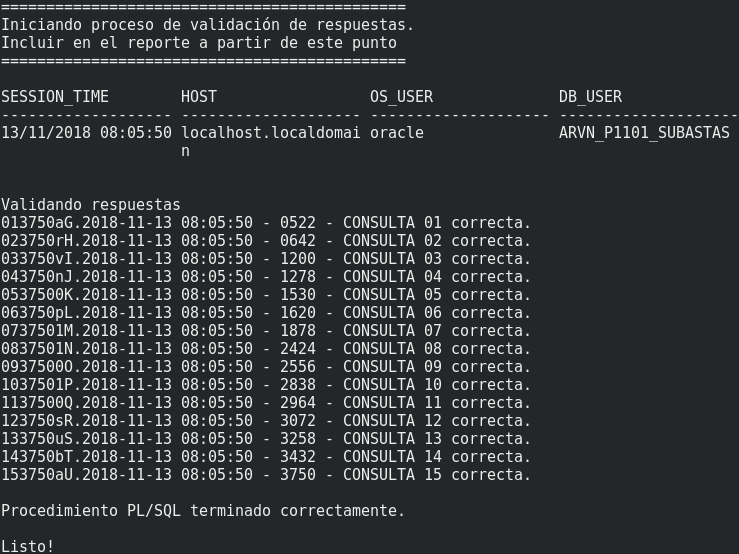 =============================================
Iniciando proceso de validación de respuestas.
Incluir en el reporte a partir de este punto
=============================================
SESSION_TIME        HOST                 OS_USER              DB_USER
------------------- -------------------- -------------------- --------------------
13/11/2018 08:05:50 localhost.localdomai oracle               ARVN_P1101_SUBASTAS
                    n
Validando respuestas
013750aG.2018-11-13 08:05:50 - 0522 - CONSULTA 01 correcta.
023750rH.2018-11-13 08:05:50 - 0642 - CONSULTA 02 correcta.
033750vI.2018-11-13 08:05:50 - 1200 - CONSULTA 03 correcta.
043750nJ.2018-11-13 08:05:50 - 1278 - CONSULTA 04 correcta.
0537500K.2018-11-13 08:05:50 - 1530 - CONSULTA 05 correcta.
063750pL.2018-11-13 08:05:50 - 1620 - CONSULTA 06 correcta.
0737501M.2018-11-13 08:05:50 - 1878 - CONSULTA 07 correcta.
0837501N.2018-11-13 08:05:50 - 2424 - CONSULTA 08 correcta.
0937500O.2018-11-13 08:05:50 - 2556 - CONSULTA 09 correcta.
1037501P.2018-11-13 08:05:50 - 2838 - CONSULTA 10 correcta.
1137500Q.2018-11-13 08:05:50 - 2964 - CONSULTA 11 correcta.
123750sR.2018-11-13 08:05:50 - 3072 - CONSULTA 12 correcta.
133750uS.2018-11-13 08:05:50 - 3258 - CONSULTA 13 correcta.
143750bT.2018-11-13 08:05:50 - 3432 - CONSULTA 14 correcta.
153750aU.2018-11-13 08:05:50 - 3750 - CONSULTA 15 correcta.
Procedimiento PL/SQL terminado correctamente.
Listo!